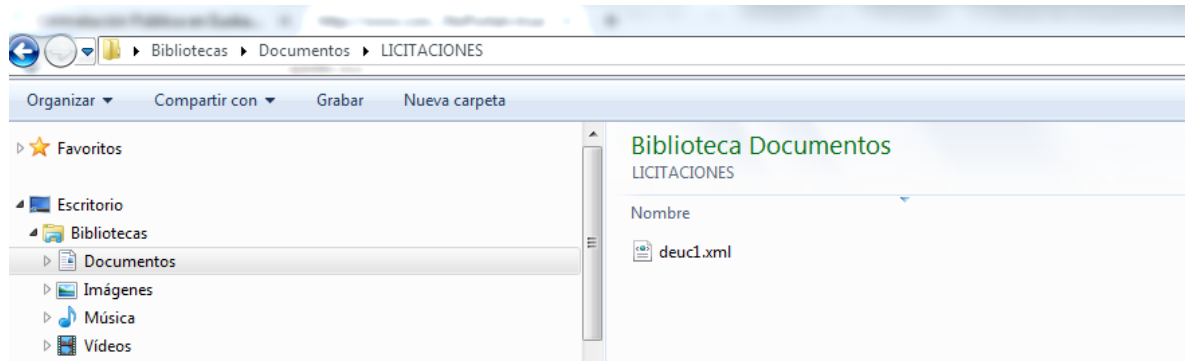 Bibliotecas Documentos LICITACIONES
Organizar Compartir con Grabar Nueva carpeta
Favoritos
Escritorio
Bibliotecas
Documentos
Imágenes
Música
Vídeos
Biblioteca Documentos
LICITACIONES
Nombre
deuc1.xml